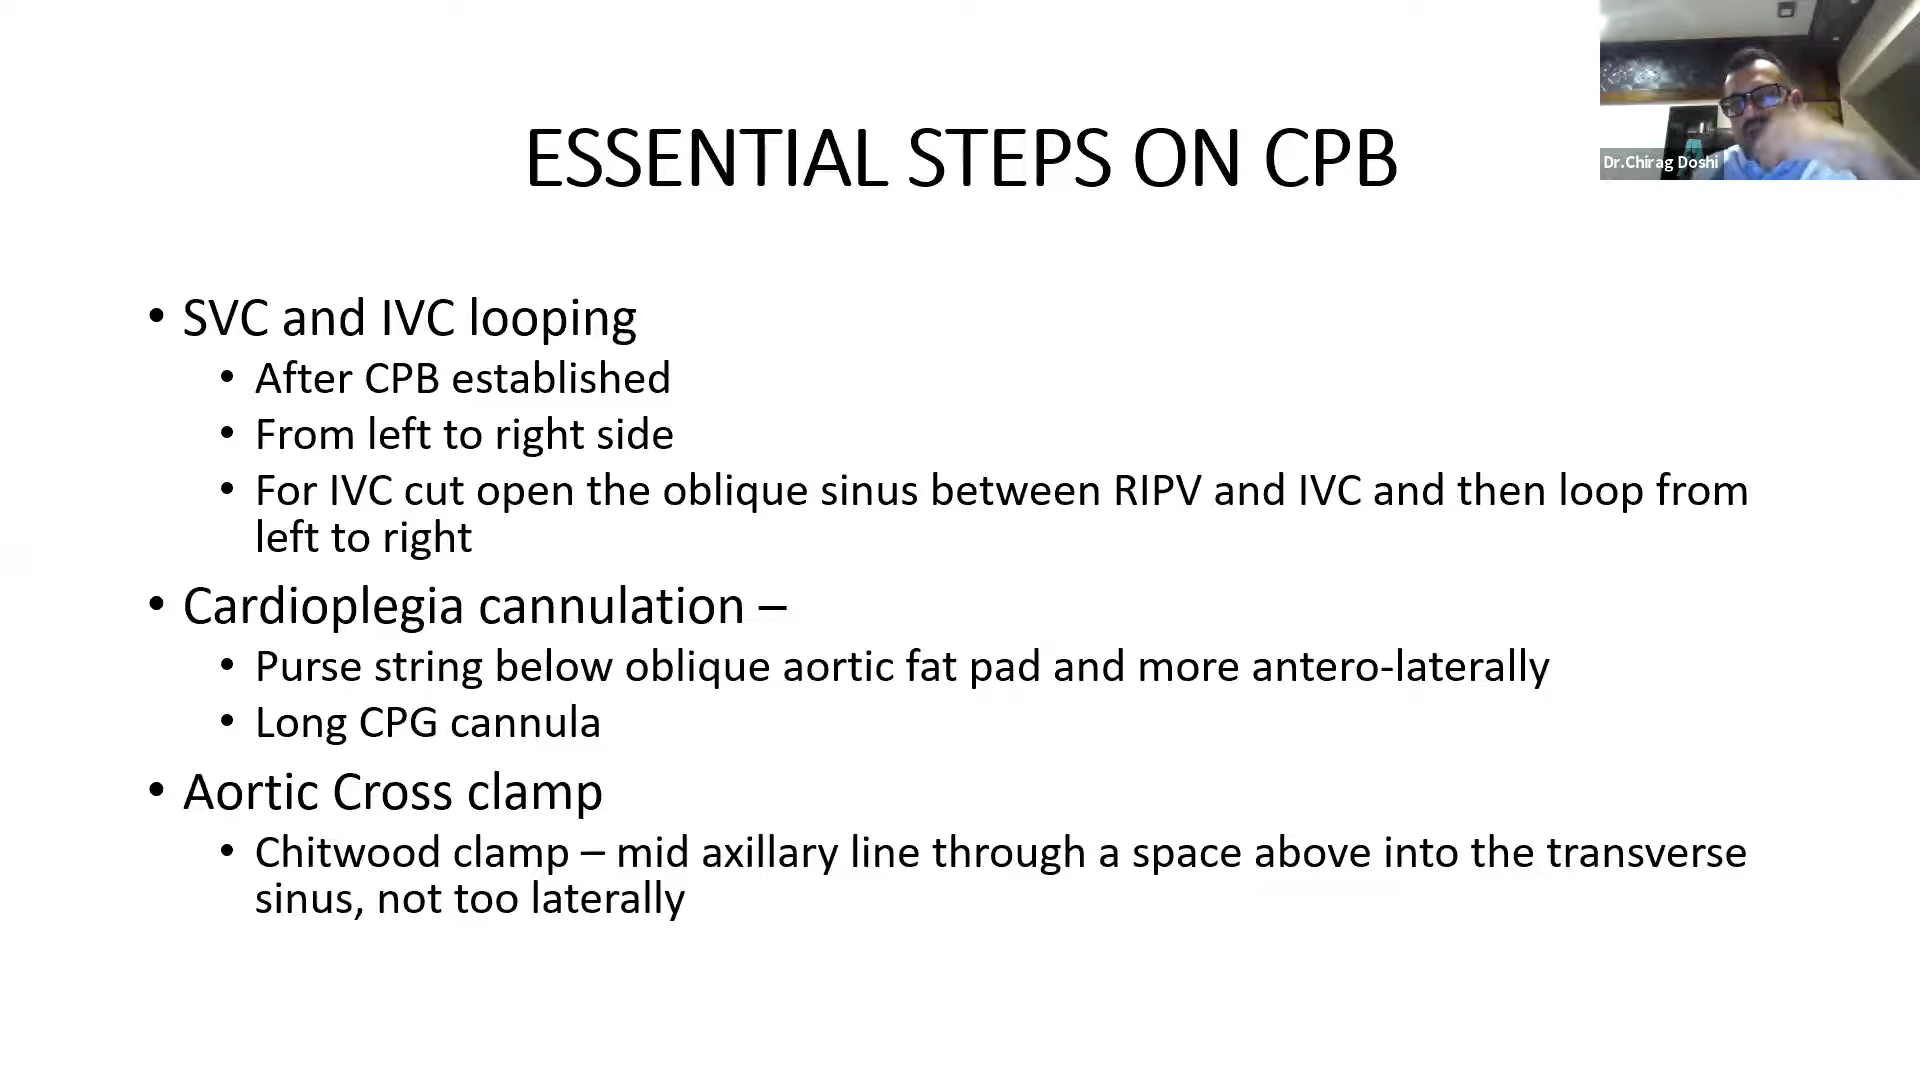 Dr.Chirag Doshi
ESSENTIAL STEPS ON CPB
• SVC and IVC looping
• After CPB established
• From left to right side
• For IVC cut open the oblique sinus between RIPV and IVC and then loop from
left to right
• Cardioplegia cannulation –
• Purse string below oblique aortic fat pad and more antero-laterally
• Long CPG cannula
• Aortic Cross clamp
• Chitwood clamp – mid axillary line through a space above into the transverse
sinus, not too laterally